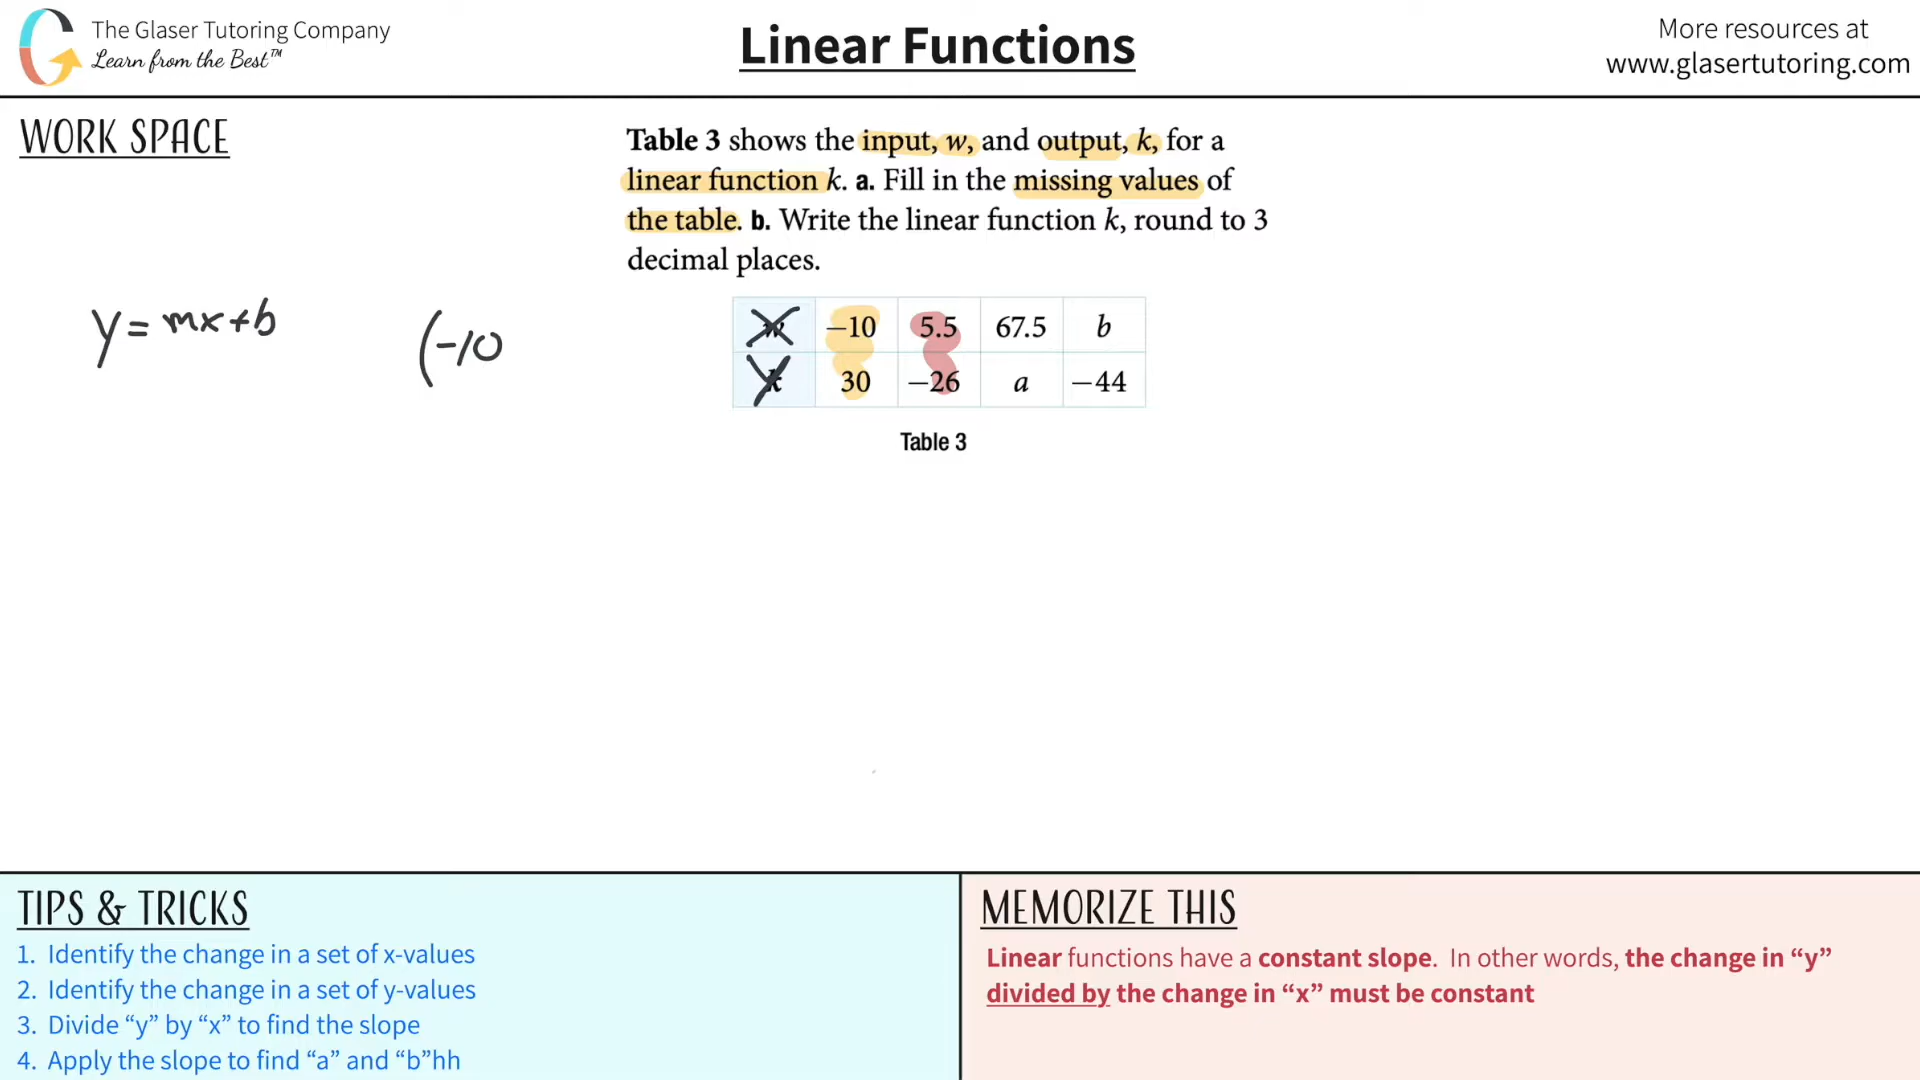 The Glaser Tutoring Company
Learn from the Best™
Linear Functions
More resources at
www.glasertutoring.com
WORK SPACE
Table 3 shows the input, w, and output, k, for a
linear function k. a. Fill in the missing values of
the table. b. Write the linear function k, round to 3
decimal places.
y = mx + b
(-10
x −10 5.5 67.5 b
y 30 −26 a −44
Table 3
TIPS & TRICKS
1. Identify the change in a set of x-values
2. Identify the change in a set of y-values
3. Divide “y” by “x” to find the slope
4. Apply the slope to find “a” and “b”hh
MEMORIZE THIS
Linear functions have a constant slope. In other words, the change in “y”
divided by the change in “x” must be constant